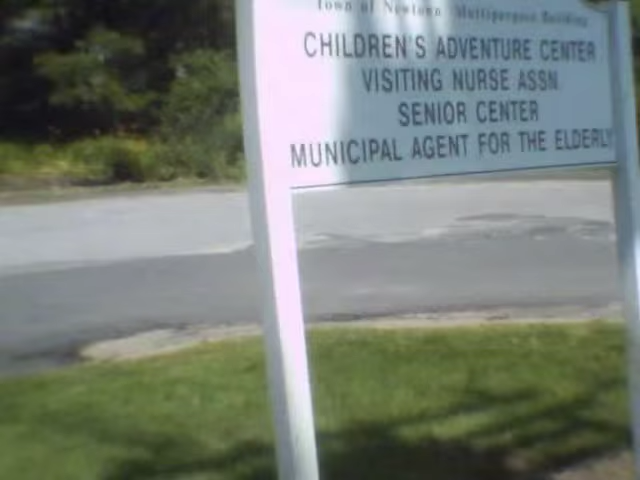 Town of Newtown Multipurpose Building
CHILDREN'S ADVENTURE CENTER
VISITING NURSE ASSN.
SENIOR CENTER
MUNICIPAL AGENT FOR THE ELDERLY